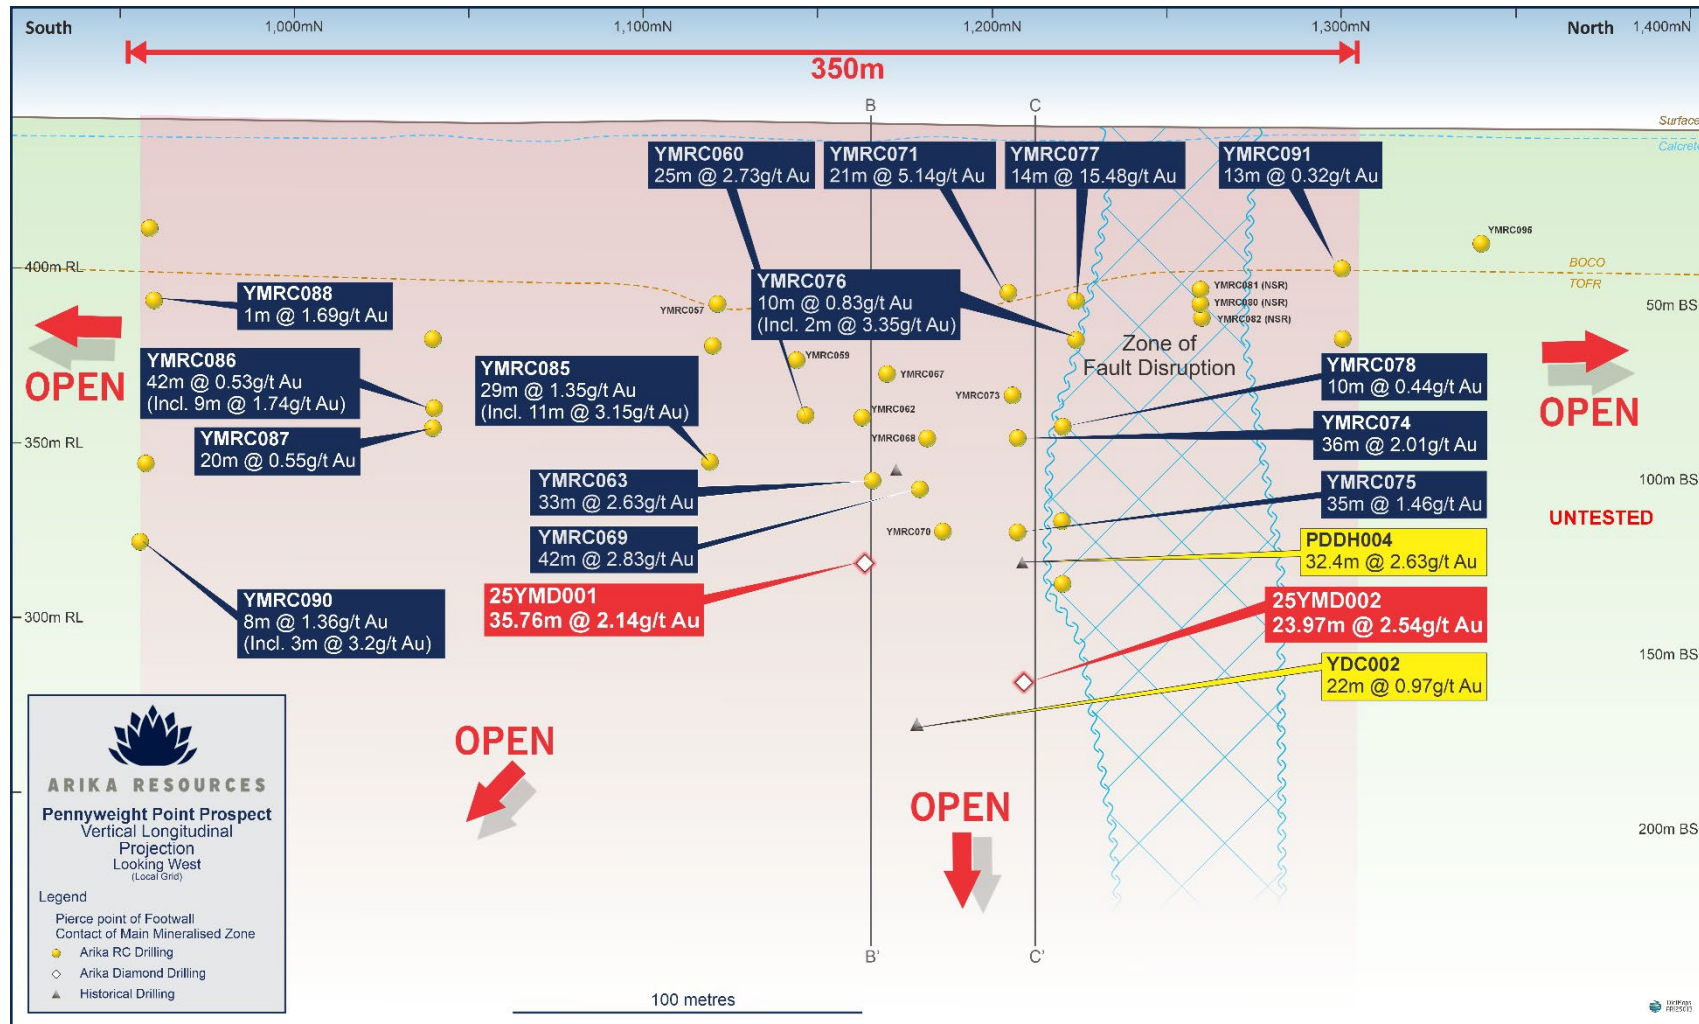 South
1,000mN
1,100mN
1,200mN
1,300mN
North
1,400mN
350m
B
C
Surface
Calcrete
YMRC060
25m @ 2.73g/t Au
YMRC071
21m @ 5.14g/t Au
YMRC077
14m @ 15.48g/t Au
YMRC091
13m @ 0.32g/t Au
YMRC095
400m RL
BOCO
TOFR
YMRC088
1m @ 1.69g/t Au
YMRC057
YMRC076
10m @ 0.83g/t Au
(Incl. 2m @ 3.35g/t Au)
YMRC081 (NSR)
YMRC080 (NSR)
YMRC082 (NSR)
50m BS
OPEN
YMRC086
42m @ 0.53g/t Au
(Incl. 9m @ 1.74g/t Au)
YMRC085
29m @ 1.35g/t Au
(Incl. 11m @ 3.15g/t Au)
YMRC059
YMRC067
YMRC073
Zone of
Fault Disruption
YMRC078
10m @ 0.44g/t Au
OPEN
YMRC087
20m @ 0.55g/t Au
YMRC062
YMRC068
YMRC074
36m @ 2.01g/t Au
350m RL
YMRC063
33m @ 2.63g/t Au
YMRC075
35m @ 1.46g/t Au
100m BS
UNTESTED
YMRC069
42m @ 2.83g/t Au
YMRC070
PDDH004
32.4m @ 2.63g/t Au
25YMD001
35.76m @ 2.14g/t Au
25YMD002
23.97m @ 2.54g/t Au
YMRC090
8m @ 1.36g/t Au
(Incl. 3m @ 3.2g/t Au)
300m RL
YDC002
22m @ 0.97g/t Au
150m BS
OPEN
OPEN
200m BS
ARIKA RESOURCES
Pennyweight Point Prospect
Vertical Longitudinal
Projection
Looking West
(Local Grid)
Legend
Pierce point of Footwall
Contact of Main Mineralised Zone
Arika RC Drilling
Arika Diamond Drilling
Historical Drilling
B'
C'
100 metres